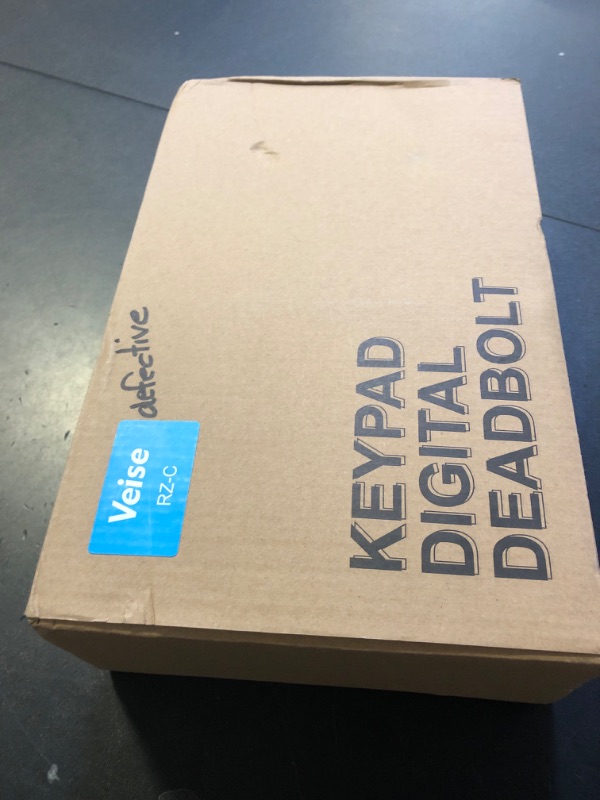 Veise
RZ-C
defective
KEYPAD
DIGITAL
DEADBOLT